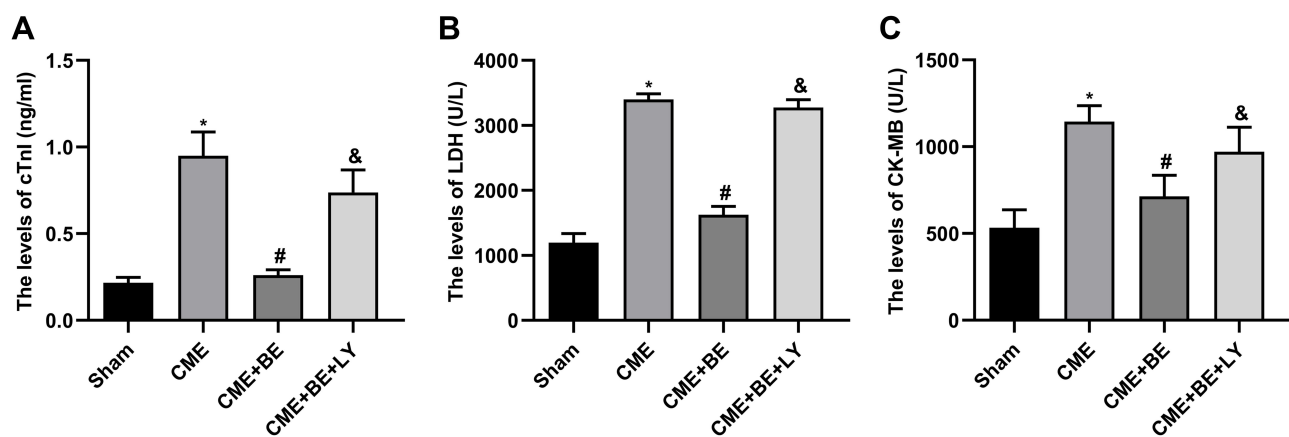 A
The levels of cTnI (ng/ml)
1.5
1.0
0.5
0.0
*
#
&
Sham
CME
CME+BE
CME+BE+LY
B
The levels of LDH (U/L)
4000
3000
2000
1000
0
*
#
&
Sham
CME
CME+BE
CME+BE+LY
C
The levels of CK-MB (U/L)
1500
1000
500
0
*
#
&
Sham
CME
CME+BE
CME+BE+LY